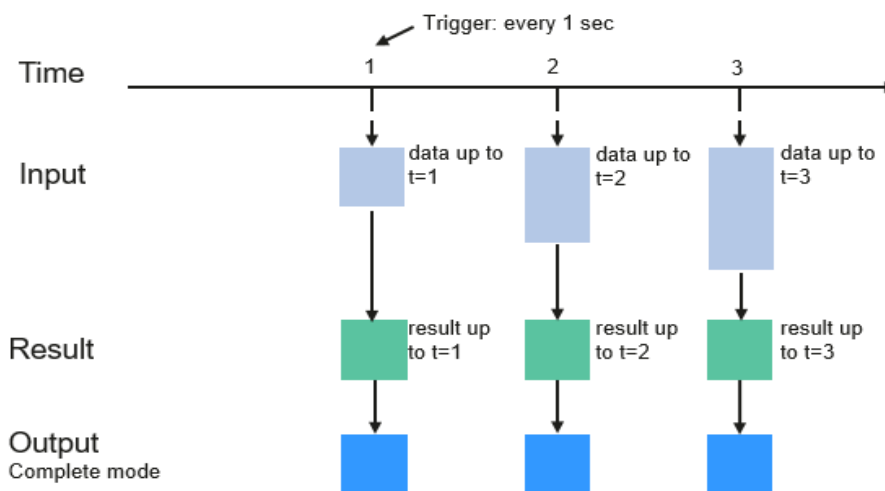 Trigger: every 1 sec
Time
1
2
3
Input
data up to
t=1
data up to
t=2
data up to
t=3
Result
result up
to t=1
result up
to t=2
result up
to t=3
Output
Complete mode